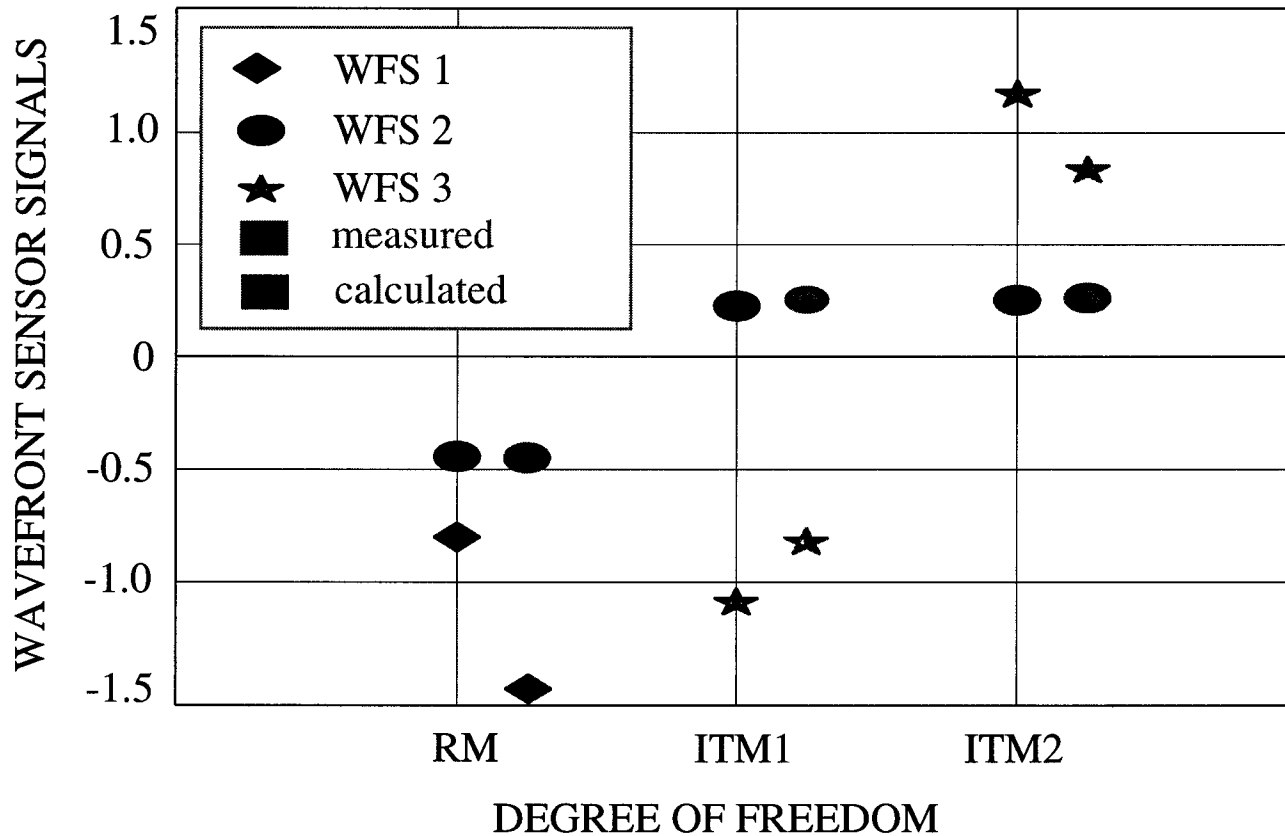 WAVEFRONT SENSOR SIGNALS
1.5
1.0
0.5
0
-0.5
-1.0
-1.5
WFS 1
WFS 2
WFS 3
measured
calculated
RM ITM1 ITM2
DEGREE OF FREEDOM